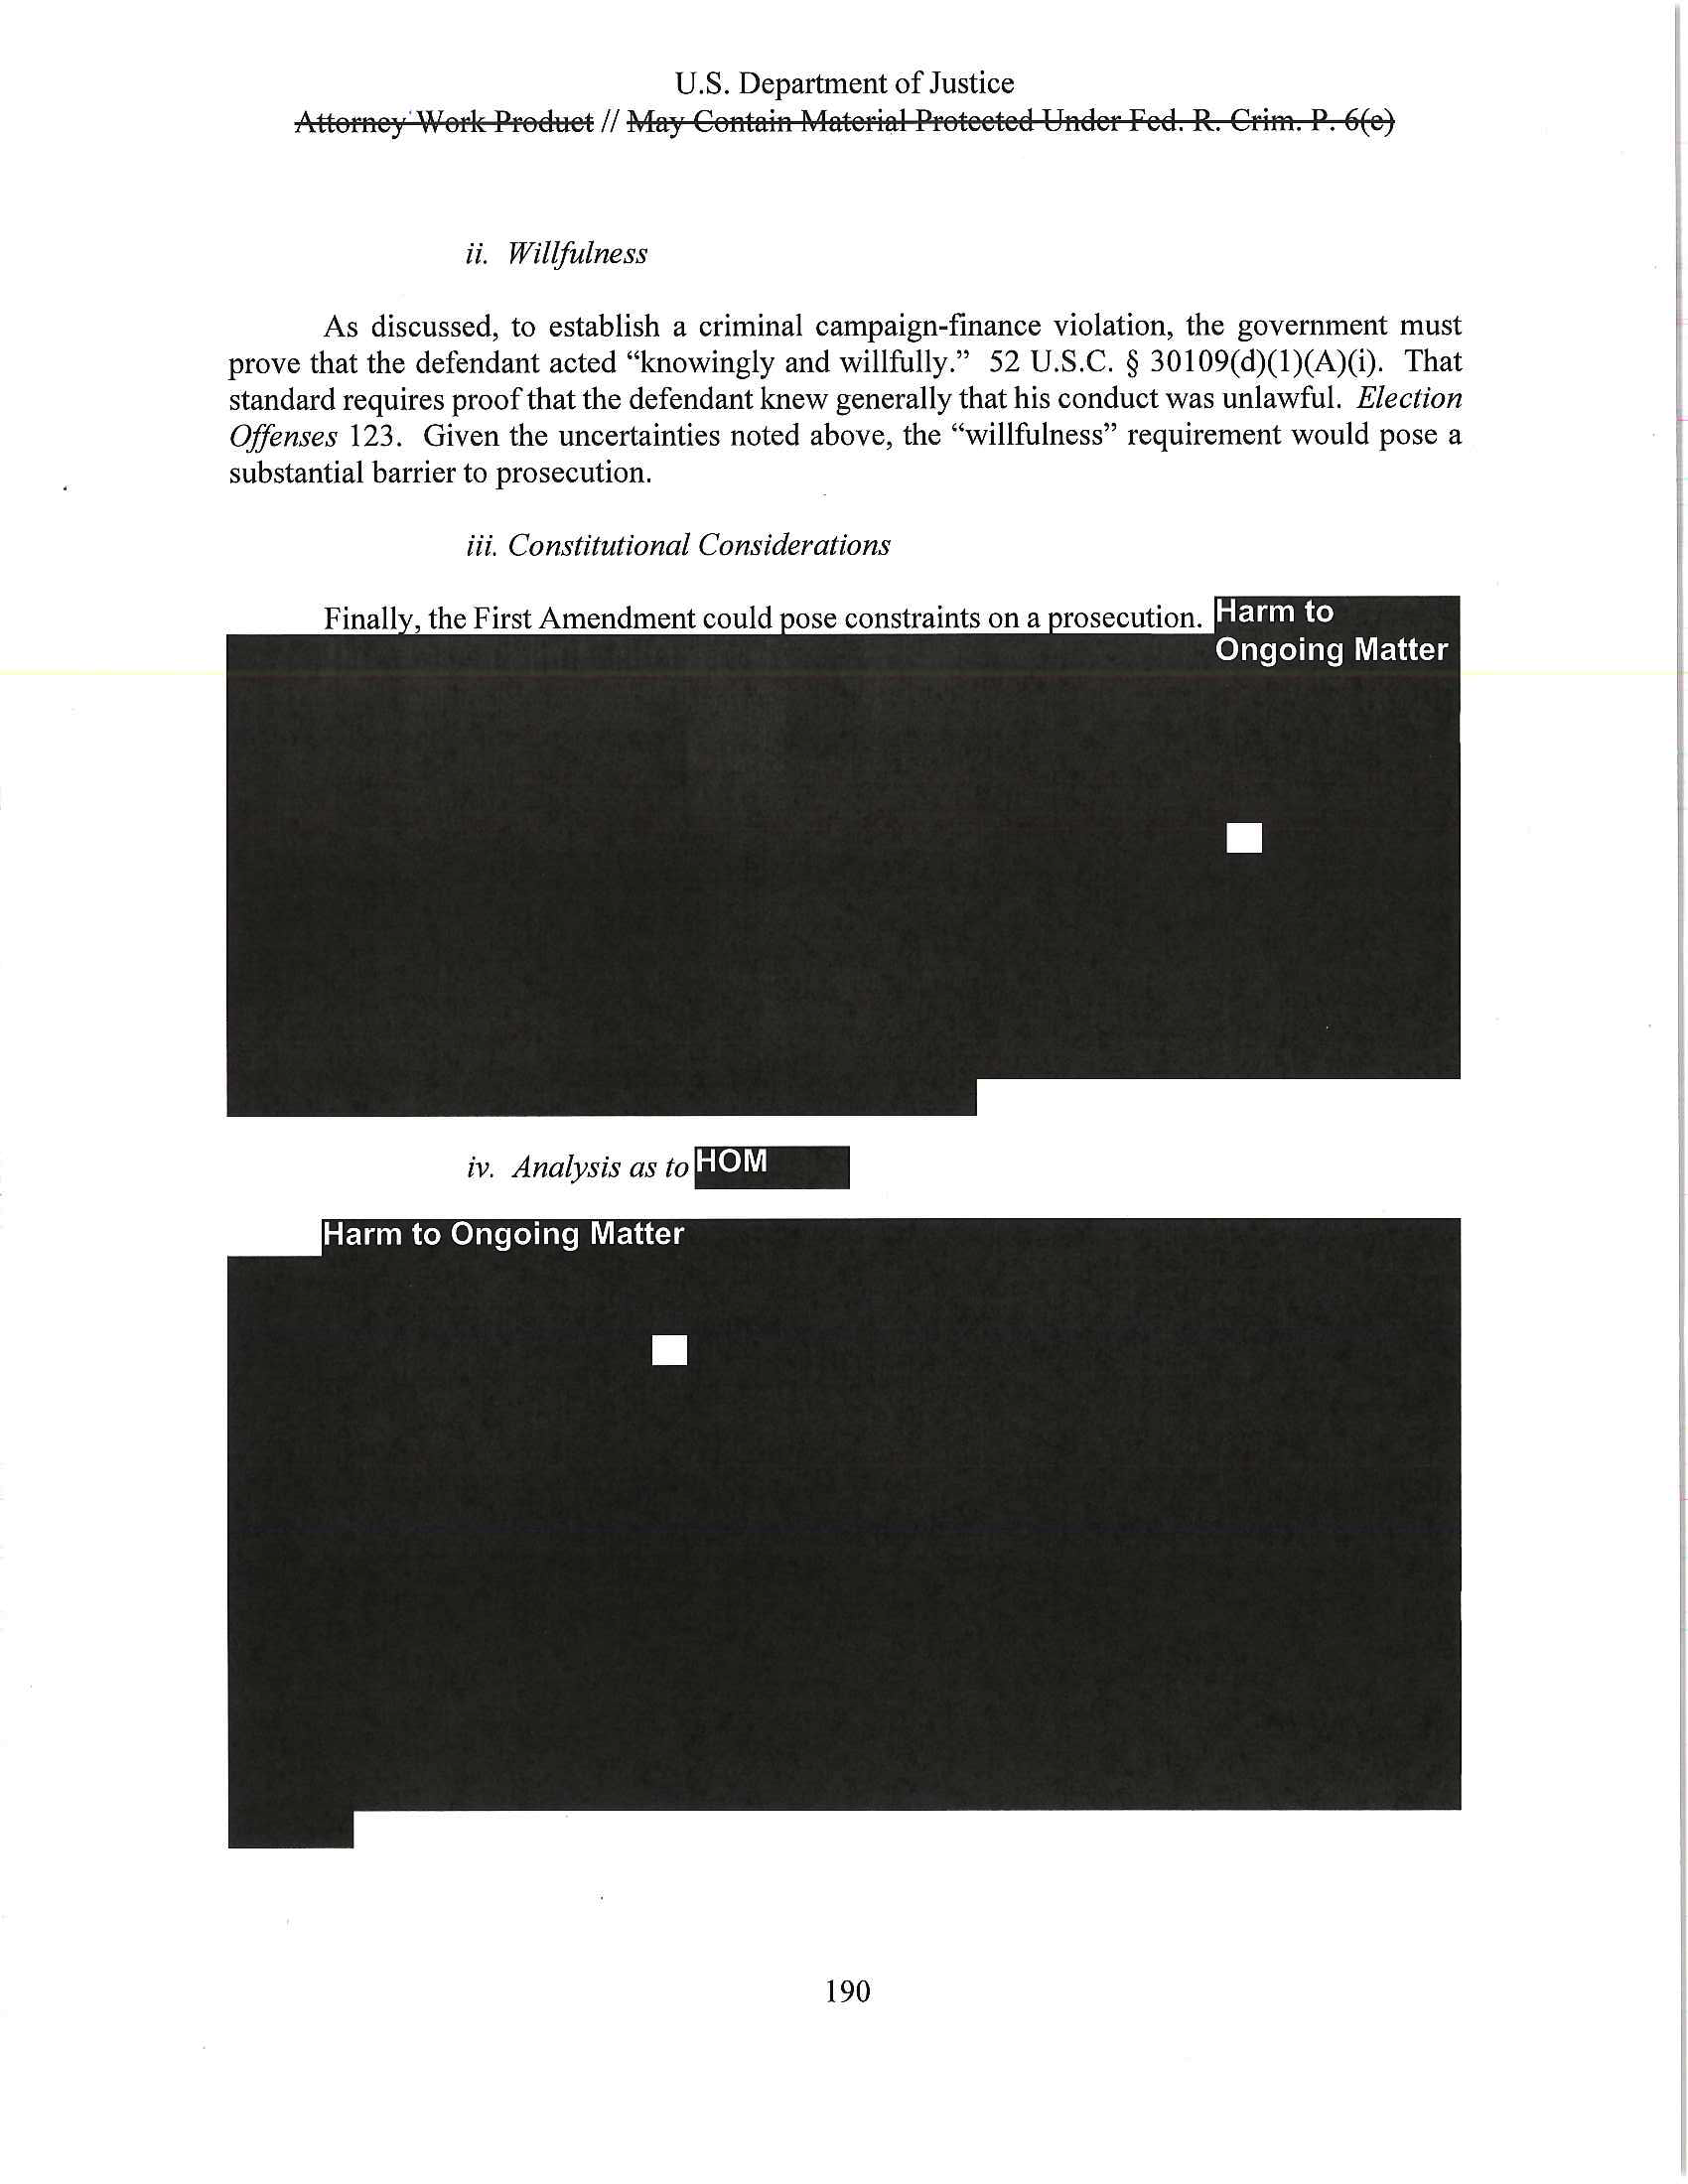 U.S. Department of Justice
Attorney Work Product // May Contain Material Protected Under Fed. R. Crim. P. 6(e)
ii. Willfulness
As discussed, to establish a criminal campaign-finance violation, the government must
prove that the defendant acted “knowingly and willfully.” 52 U.S.C. § 30109(d)(1)(A)(i). That
standard requires proof that the defendant knew generally that his conduct was unlawful. Election
Offenses 123. Given the uncertainties noted above, the “willfulness” requirement would pose a
substantial barrier to prosecution.
iii. Constitutional Considerations
Finally, the First Amendment could pose constraints on a prosecution. Harm to
Ongoing Matter
iv. Analysis as to HOM
Harm to Ongoing Matter
190